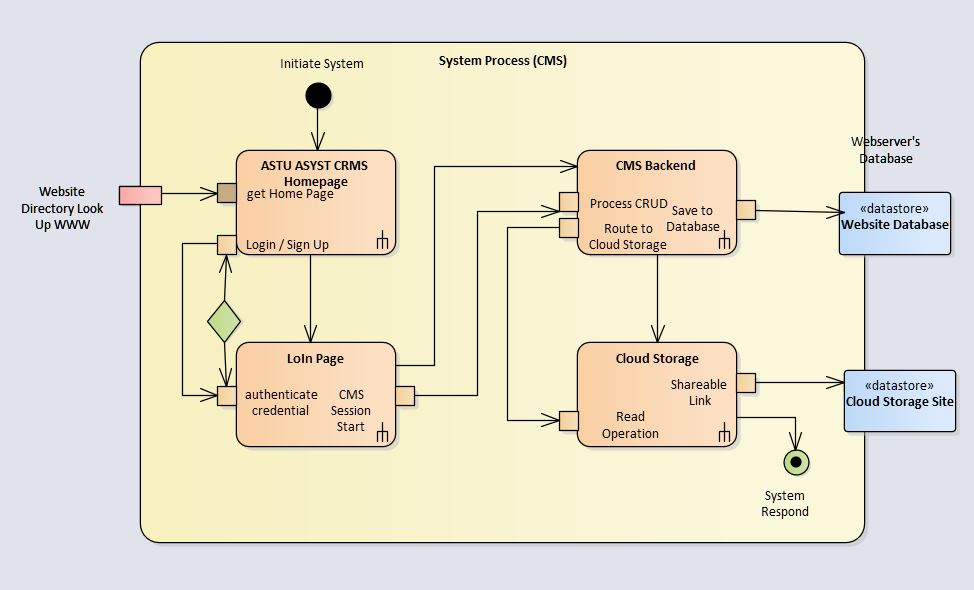 Initiate System
System Process (CMS)
ASTU ASYST CRMS
Homepage
get Home Page
Login / Sign Up
Website
Directory Look
Up WWW
LoIn Page
authenticate
credential
CMS
Session
Start
CMS Backend
Process CRUD
Save to
Database
Route to
Cloud Storage
Webserver's
Database
«datastore»
Website Database
Cloud Storage
Shareable
Link
Read
Operation
«datastore»
Cloud Storage Site
System
Respond